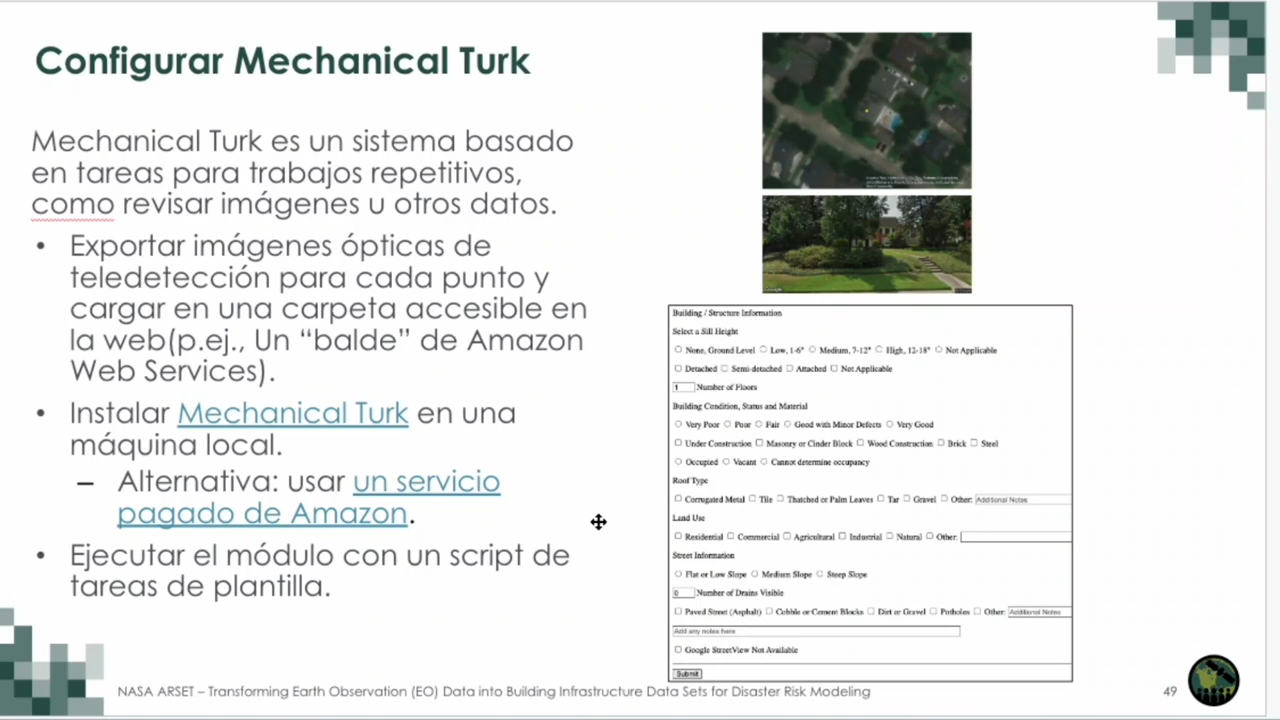 Configurar Mechanical Turk
Mechanical Turk es un sistema basado
en tareas para trabajos repetitivos,
como revisar imágenes u otros datos.
• Exportar imágenes ópticas de
teledetección para cada punto y
cargar en una carpeta accesible en
la web(p.ej., Un “balde” de Amazon
Web Services).
• Instalar Mechanical Turk en una
máquina local.
– Alternativa: usar un servicio
pagado de Amazon.
• Ejecutar el módulo con un script de
tareas de plantilla.
Building / Structure Information
Select a Sill Height
None, Ground Level Low, 1-6" Medium, 7-12" High, 12-18" Not Applicable
Detached Semi-detached Attached Not Applicable
1 Number of Floors
Building Condition, Status and Material
Very Poor Poor Fair Good with Minor Defects Very Good
Under Construction Masonry or Cinder Block Wood Construction Brick Steel
Occupied Vacant Cannot determine occupancy
Roof Type
Corrugated Metal Tile Thatched or Palm Leaves Tar Gravel Other: Additional Notes
Land Use
Residential Commercial Agricultural Industrial Natural Other:
Street Information
Flat or Low Slope Medium Slope Steep Slope
0 Number of Drains Visible
Paved Street (Asphalt) Cobble or Cement Blocks Dirt or Gravel Potholes Other: Additional Notes
Add any notes here
Google StreetView Not Available
Submit
NASA ARSET – Transforming Earth Observation (EO) Data into Building Infrastructure Data Sets for Disaster Risk Modeling
49